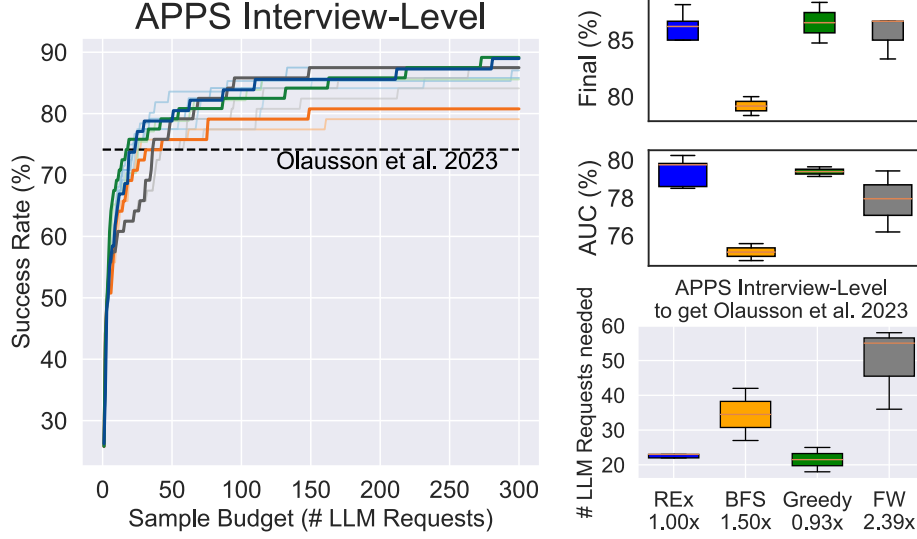 APPS Interview-Level
Success Rate (%)
90
80
70
60
50
40
30
Olausson et al. 2023
0 50 100 150 200 250 300
Sample Budget (# LLM Requests)
Final (%)
85
80
AUC (%)
80
78
76
APPS Intrerview-Level
to get Olausson et al. 2023
# LLM Requests needed
60
50
40
30
20
REx BFS Greedy FW
1.00x 1.50x 0.93x 2.39x